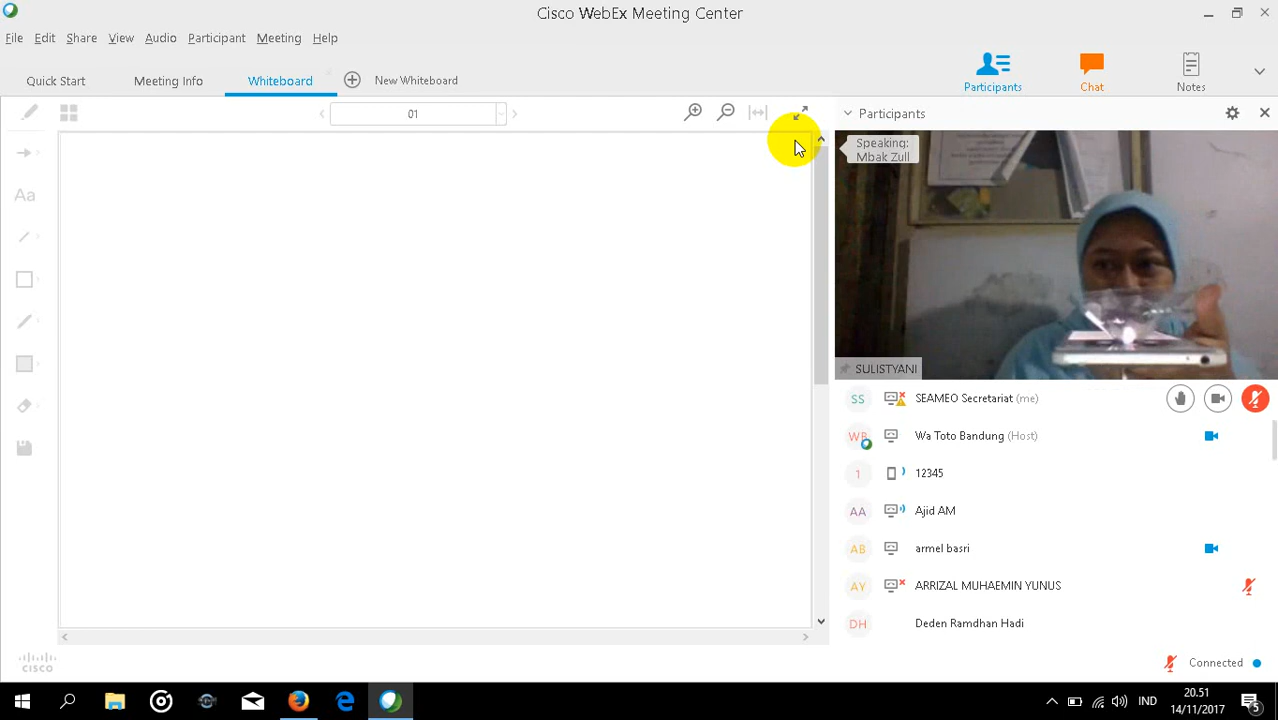 Cisco WebEx Meeting Center
File Edit Share View Audio Participant Meeting Help
Quick Start Meeting Info Whiteboard New Whiteboard
Participants Chat Notes
01
Participants
Speaking:
Mbak Zull
Aa
SULISTYANI
SS SEAMEO Secretariat (me)
WB Wa Toto Bandung (Host)
1 12345
AA Ajid AM
AB armel basri
AY ARRIZAL MUHAEMIN YUNUS
DH Deden Ramdhan Hadi
cisco
Connected
IND
20.51
14/11/2017
5